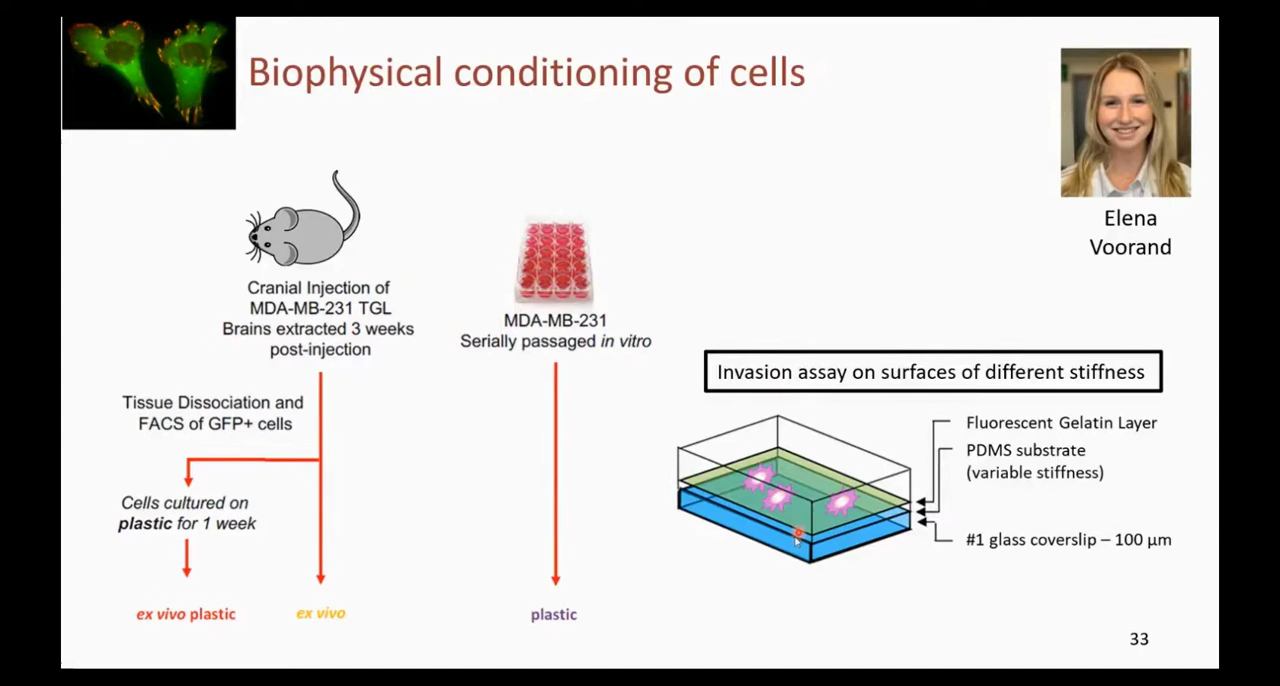 Biophysical conditioning of cells
Elena
Voorand
Cranial Injection of
MDA-MB-231 TGL
Brains extracted 3 weeks
post-injection
MDA-MB-231
Serially passaged in vitro
Tissue Dissociation and
FACS of GFP+ cells
Cells cultured on
plastic for 1 week
ex vivo plastic
ex vivo
plastic
Invasion assay on surfaces of different stiffness
Fluorescent Gelatin Layer
PDMS substrate
(variable stiffness)
#1 glass coverslip – 100 µm
33